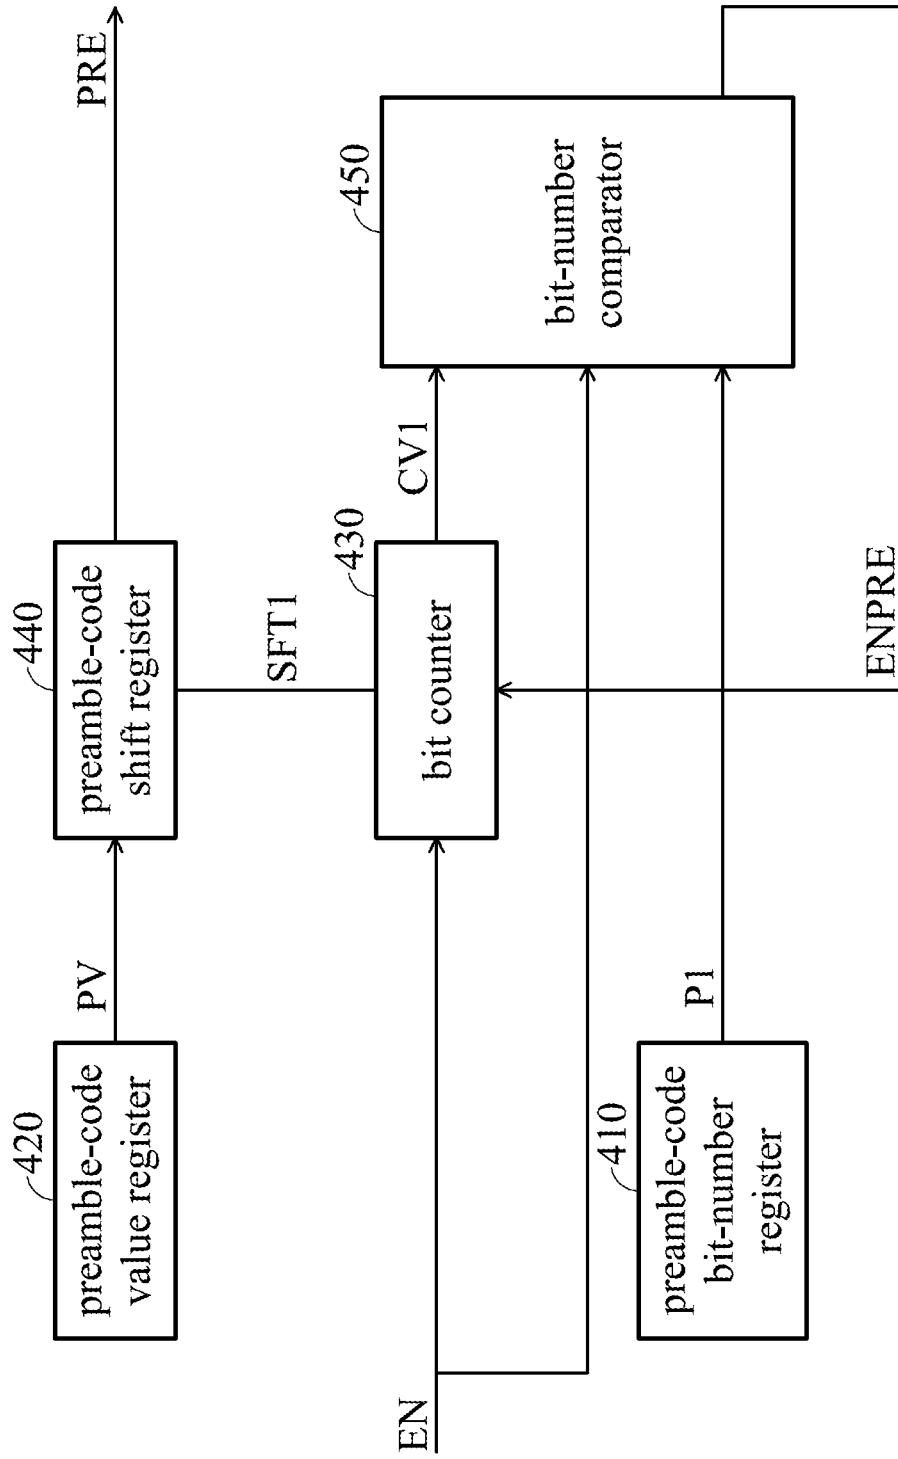 420
preamble-code
value register
PV
440
preamble-code
shift register
PRE
SFT1
EN
430
bit counter
CV1
450
bit-number
comparator
410
preamble-code
bit-number
register
P1
ENPRE